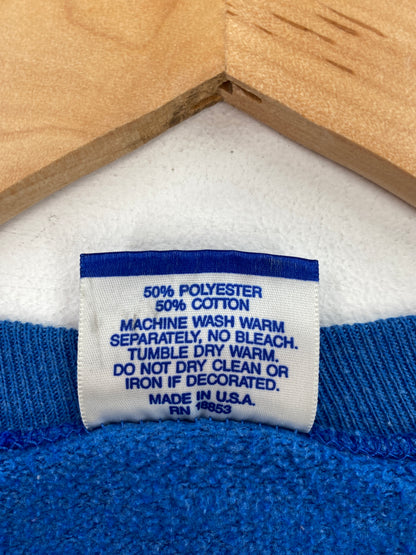 50% POLYESTER
50% COTTON
MACHINE WASH WARM
SEPARATELY, NO BLEACH.
TUMBLE DRY WARM.
DO NOT DRY CLEAN OR
IRON IF DECORATED.
MADE IN U.S.A.
RN 18853